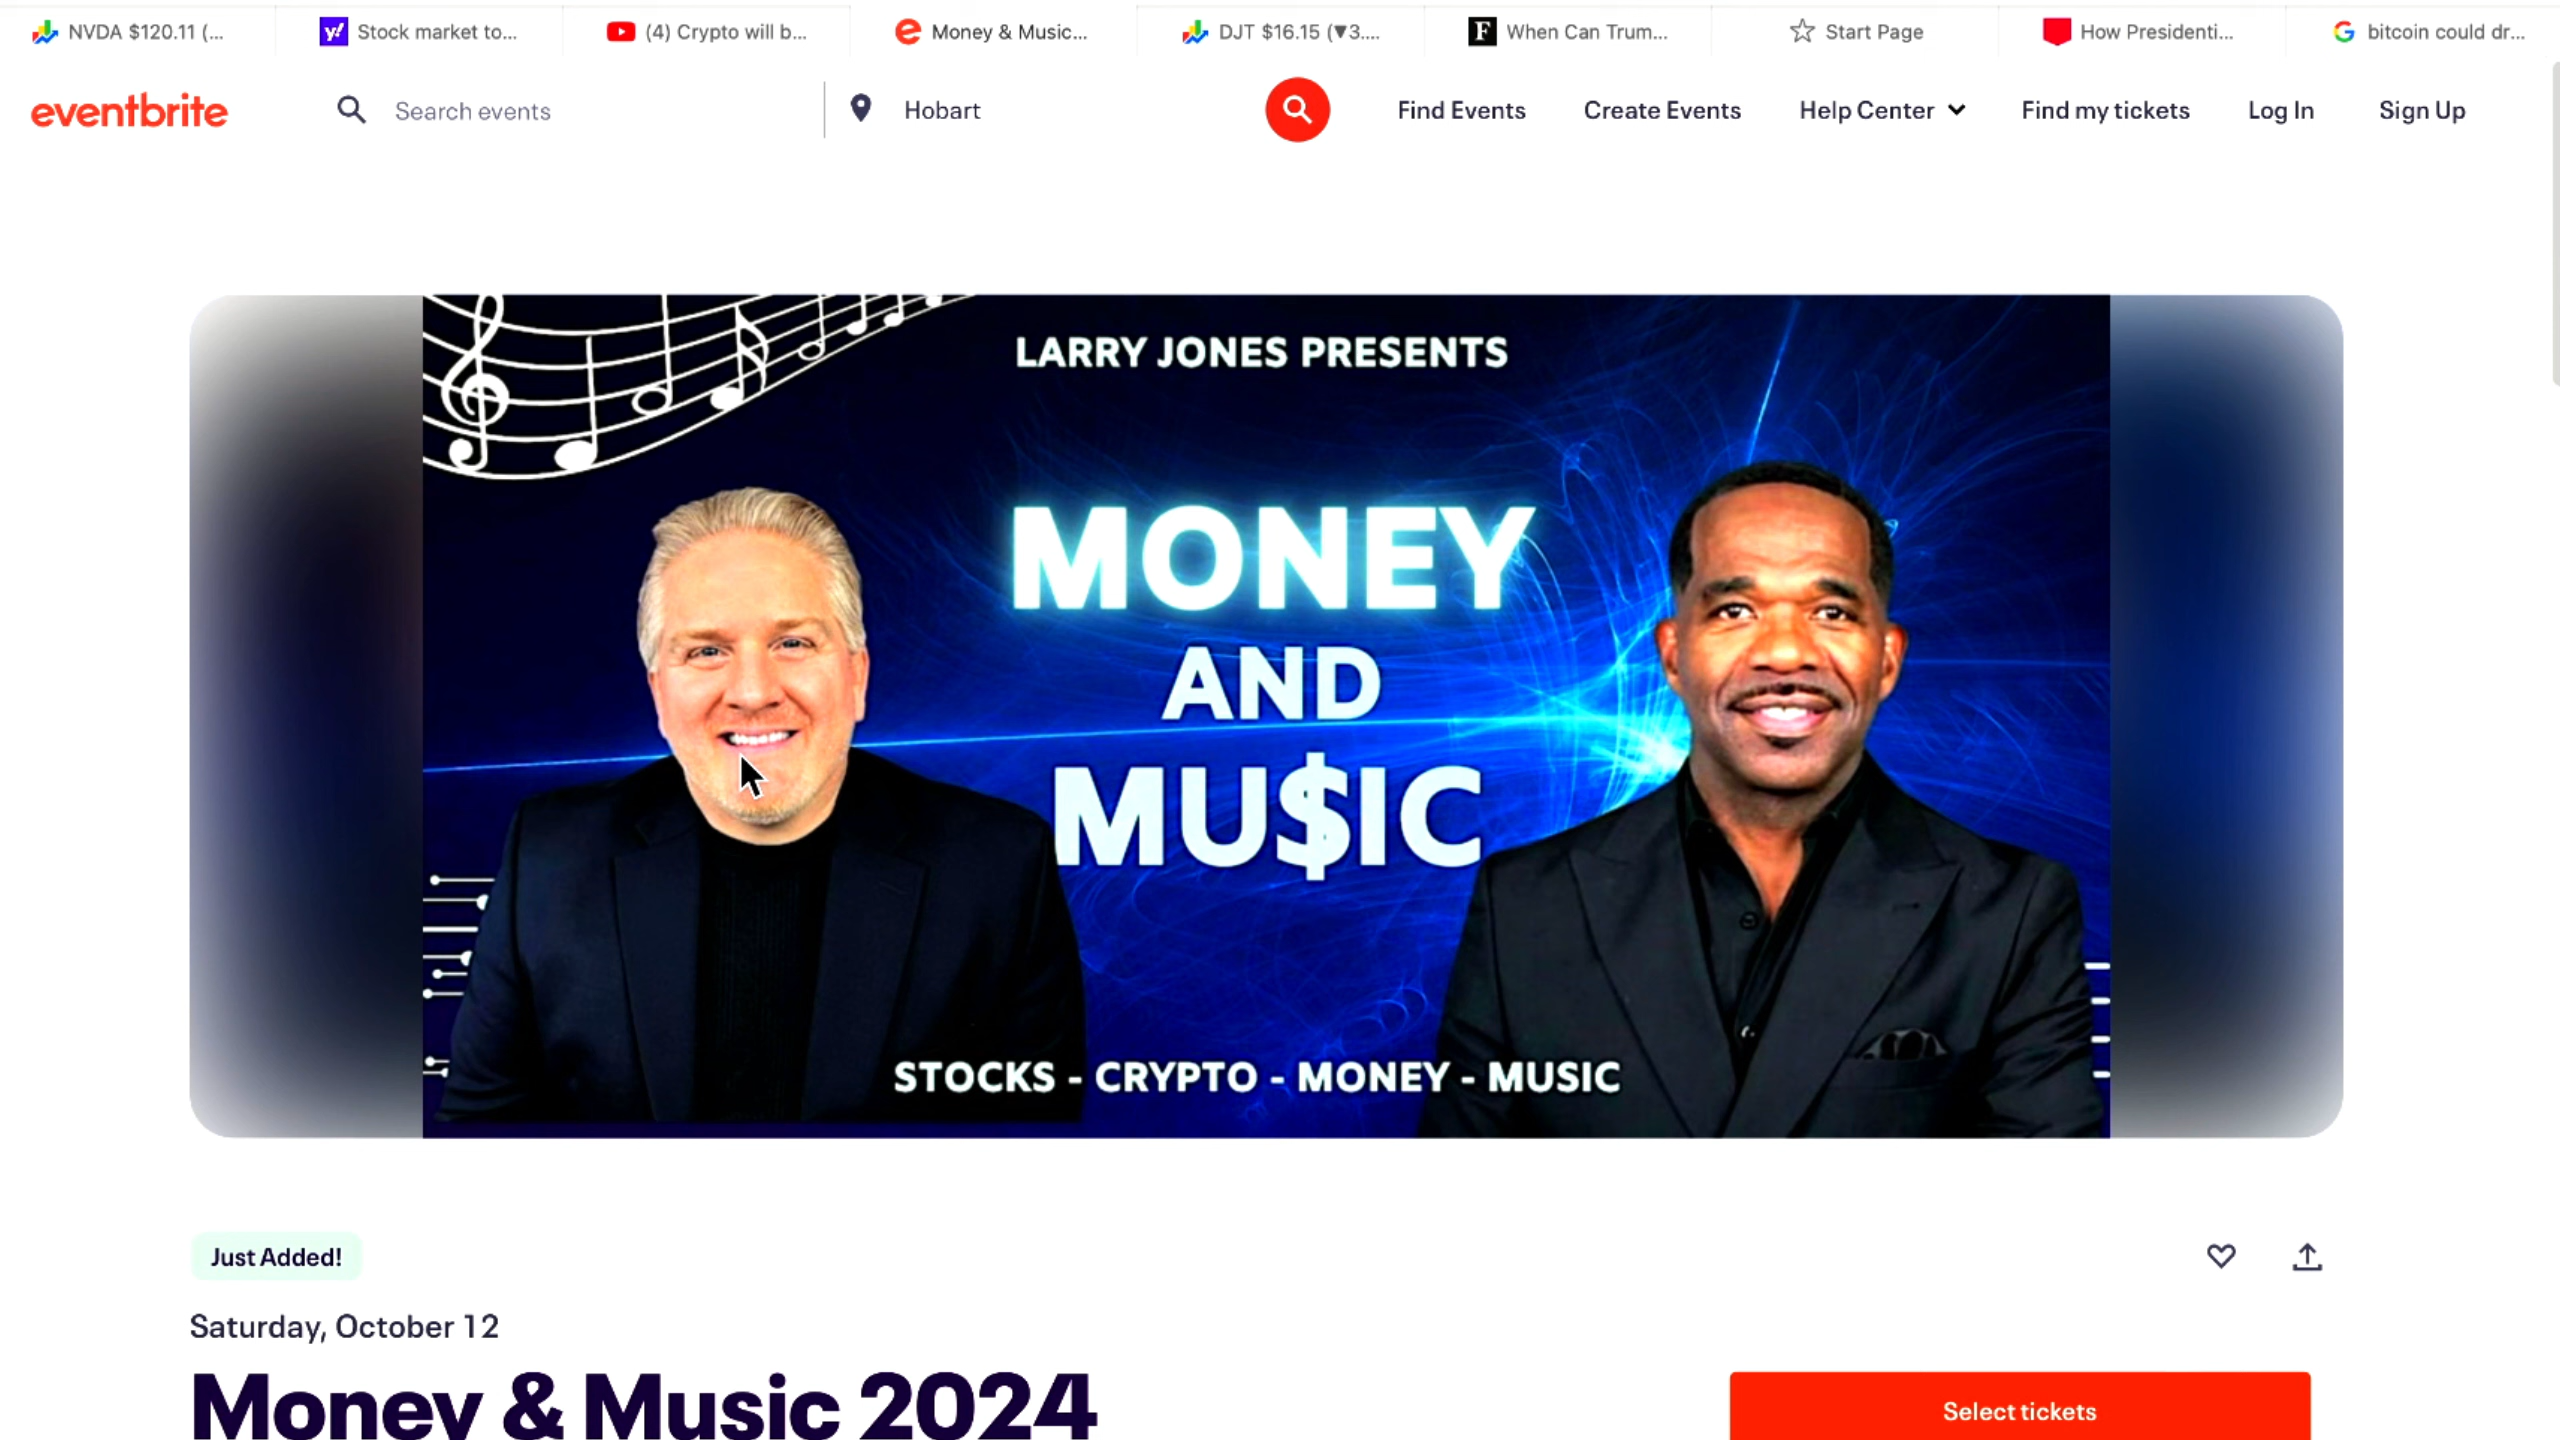 NVDA $120.11 (...
Stock market to...
(4) Crypto will b...
Money & Music...
DJT $16.15 (▼3....
When Can Trum...
Start Page
How Presidenti...
bitcoin could dr...
eventbrite
Search events
Hobart
Find Events
Create Events
Help Center
Find my tickets
Log In
Sign Up
LARRY JONES PRESENTS
MONEY
AND
MU$IC
STOCKS - CRYPTO - MONEY - MUSIC
Just Added!
Saturday, October 12
Money & Music 2024
Select tickets